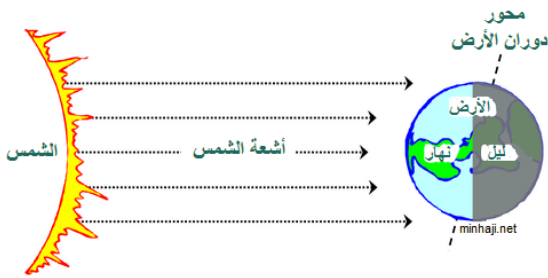 محور
دوران الأرض
الأرض
الشمس
أشعة الشمس
نهار
ليل
minhaji.net